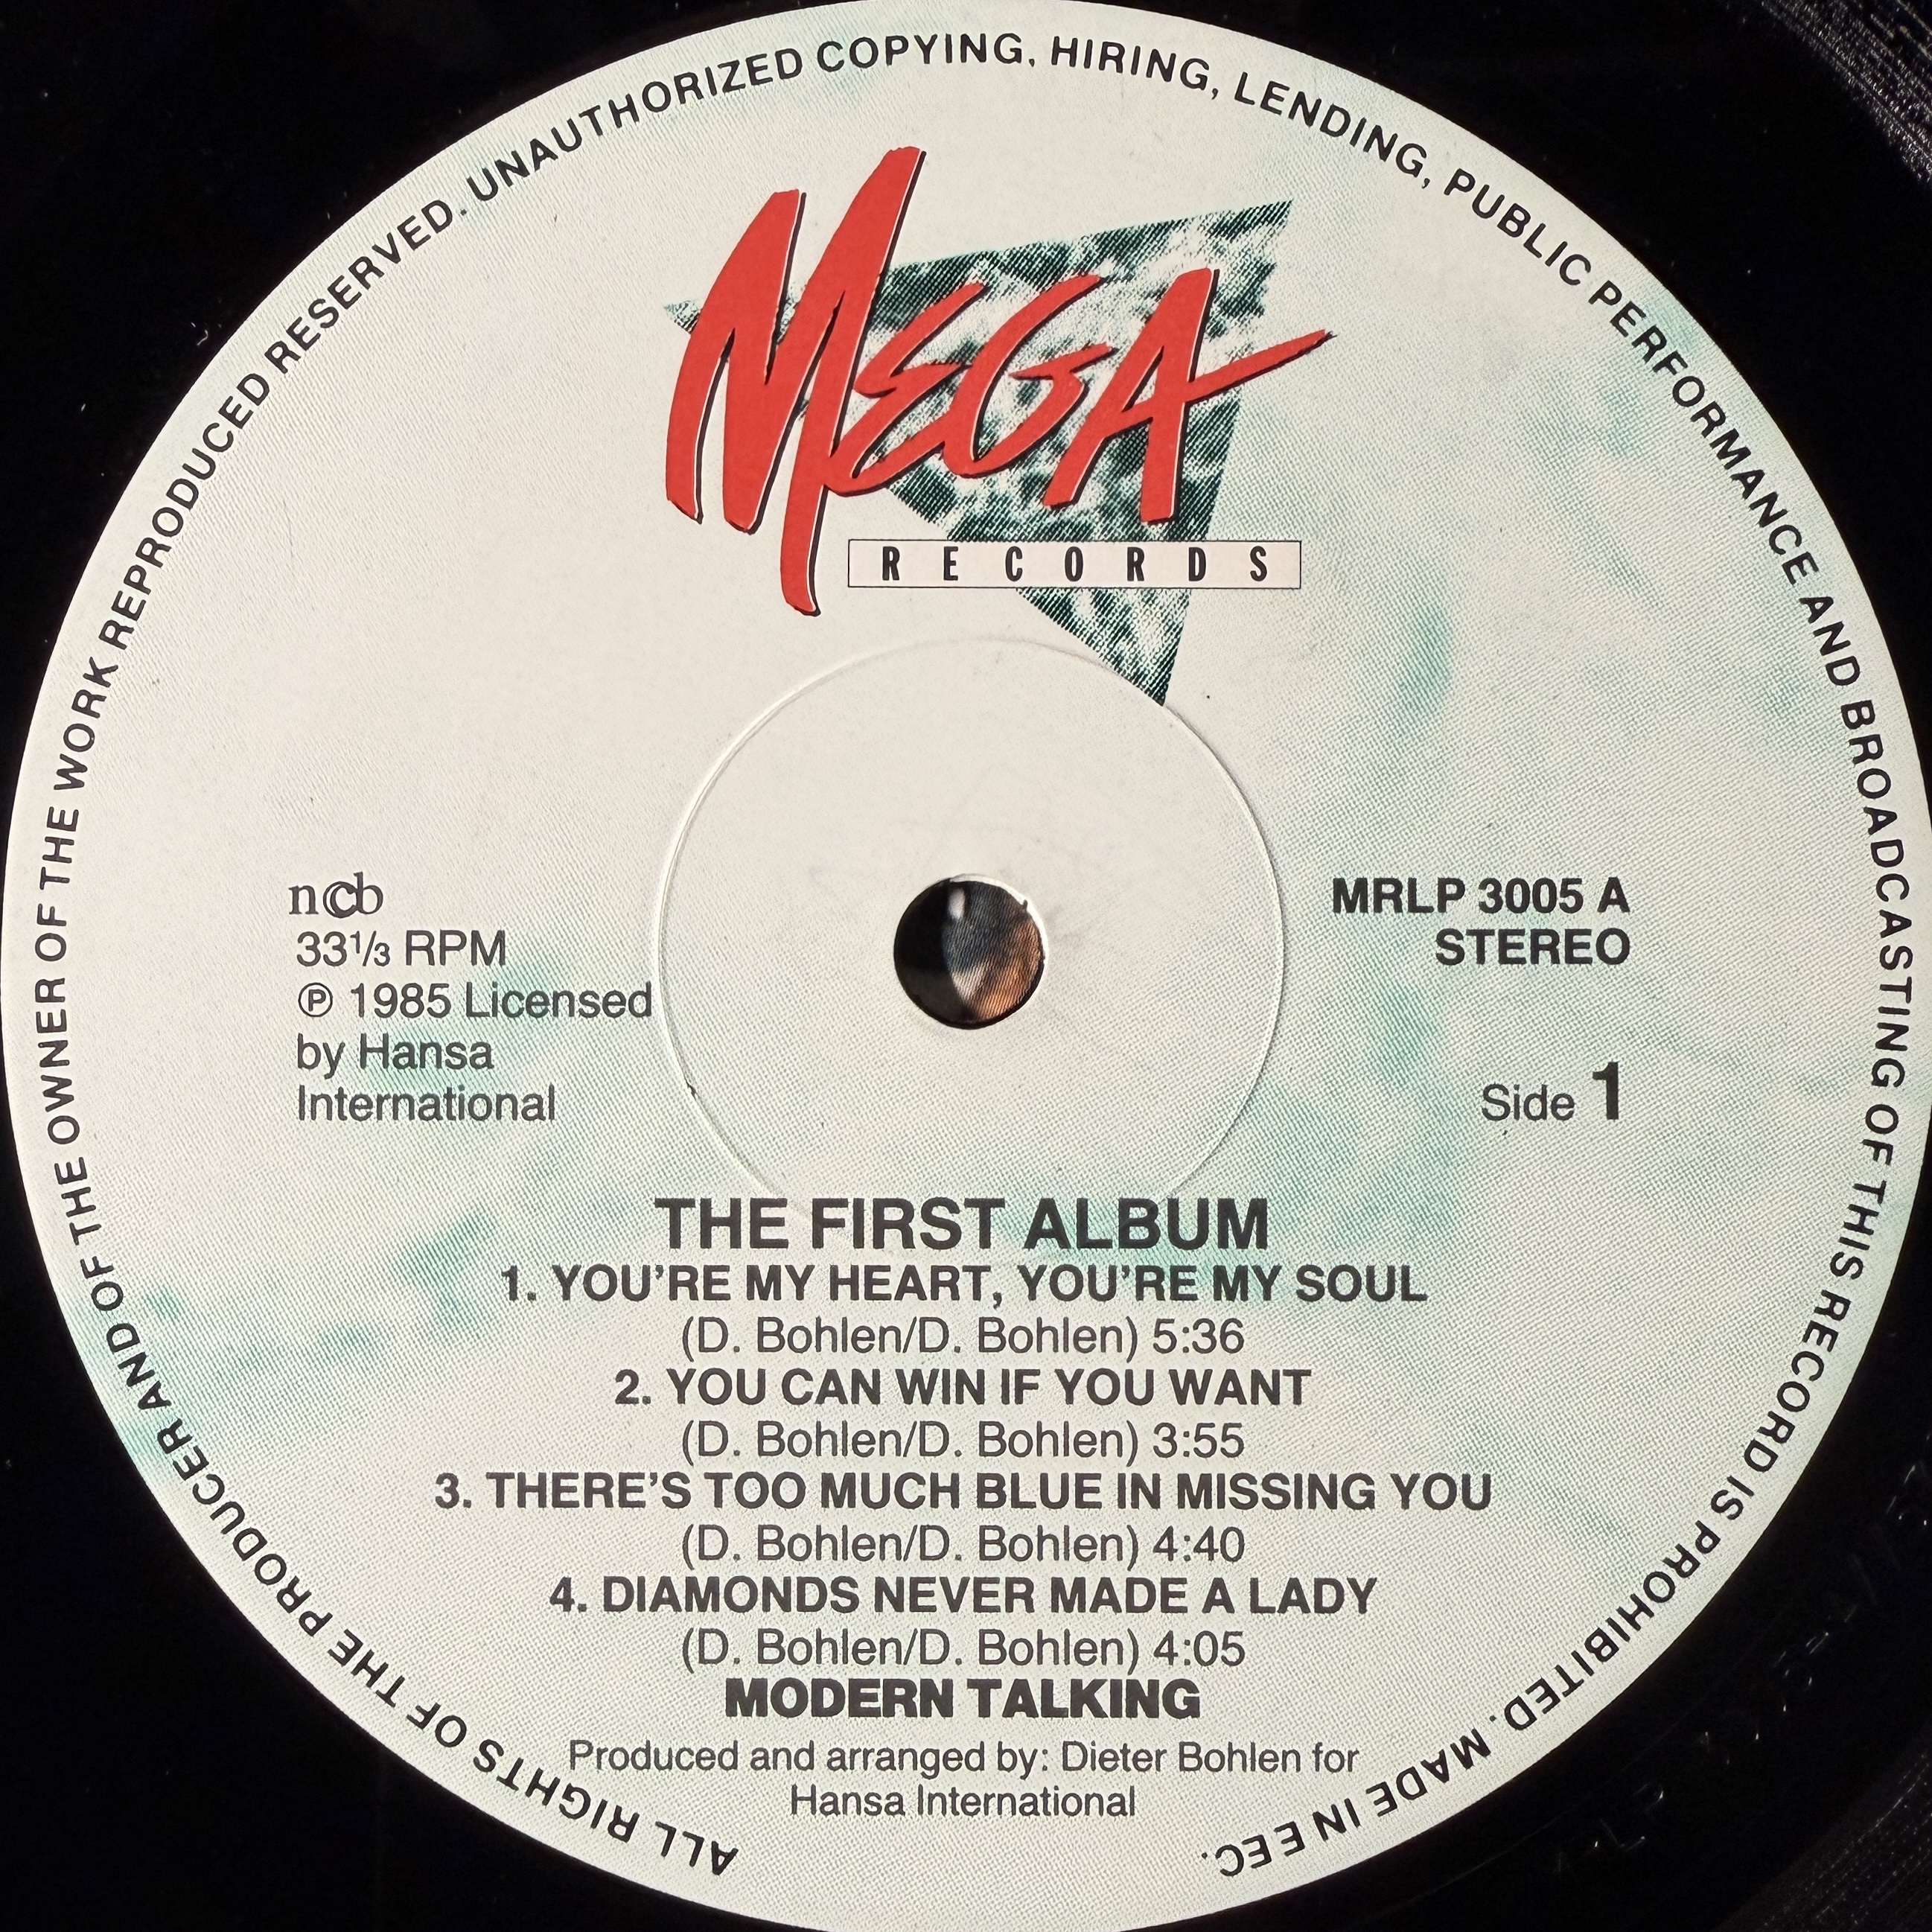 ALL RIGHTS OF THE PRODUCER AND OF THE OWNER OF THE WORK REPRODUCED RESERVED. UNAUTHORIZED COPYING, HIRING, LENDING, PUBLIC PERFORMANCE AND BROADCASTING OF THIS RECORD IS PROHIBITED. MADE IN EEC.
MEGA
RECORDS
ncb
33⅓ RPM
℗ 1985 Licensed
by Hansa
International
MRLP 3005 A
STEREO
Side 1
THE FIRST ALBUM
1. YOU'RE MY HEART, YOU'RE MY SOUL
(D. Bohlen/D. Bohlen) 5:36
2. YOU CAN WIN IF YOU WANT
(D. Bohlen/D. Bohlen) 3:55
3. THERE'S TOO MUCH BLUE IN MISSING YOU
(D. Bohlen/D. Bohlen) 4:40
4. DIAMONDS NEVER MADE A LADY
(D. Bohlen/D. Bohlen) 4:05
MODERN TALKING
Produced and arranged by: Dieter Bohlen for
Hansa International